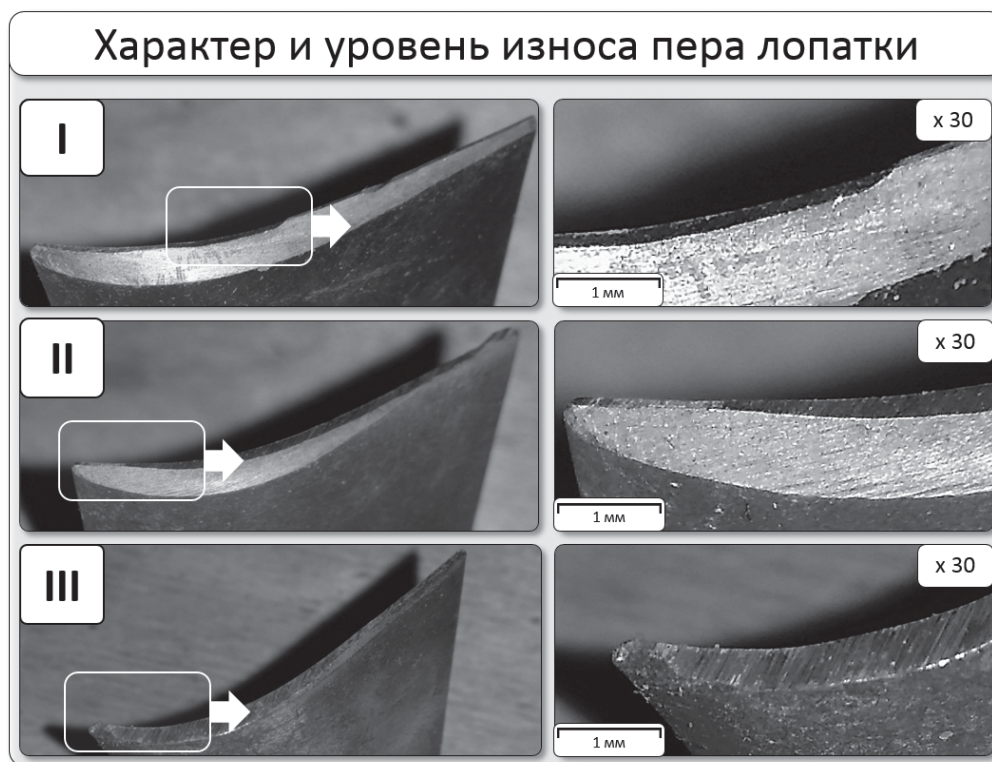 Характер и уровень износа пера лопатки
I
x 30
1 мм
II
x 30
1 мм
III
x 30
1 мм